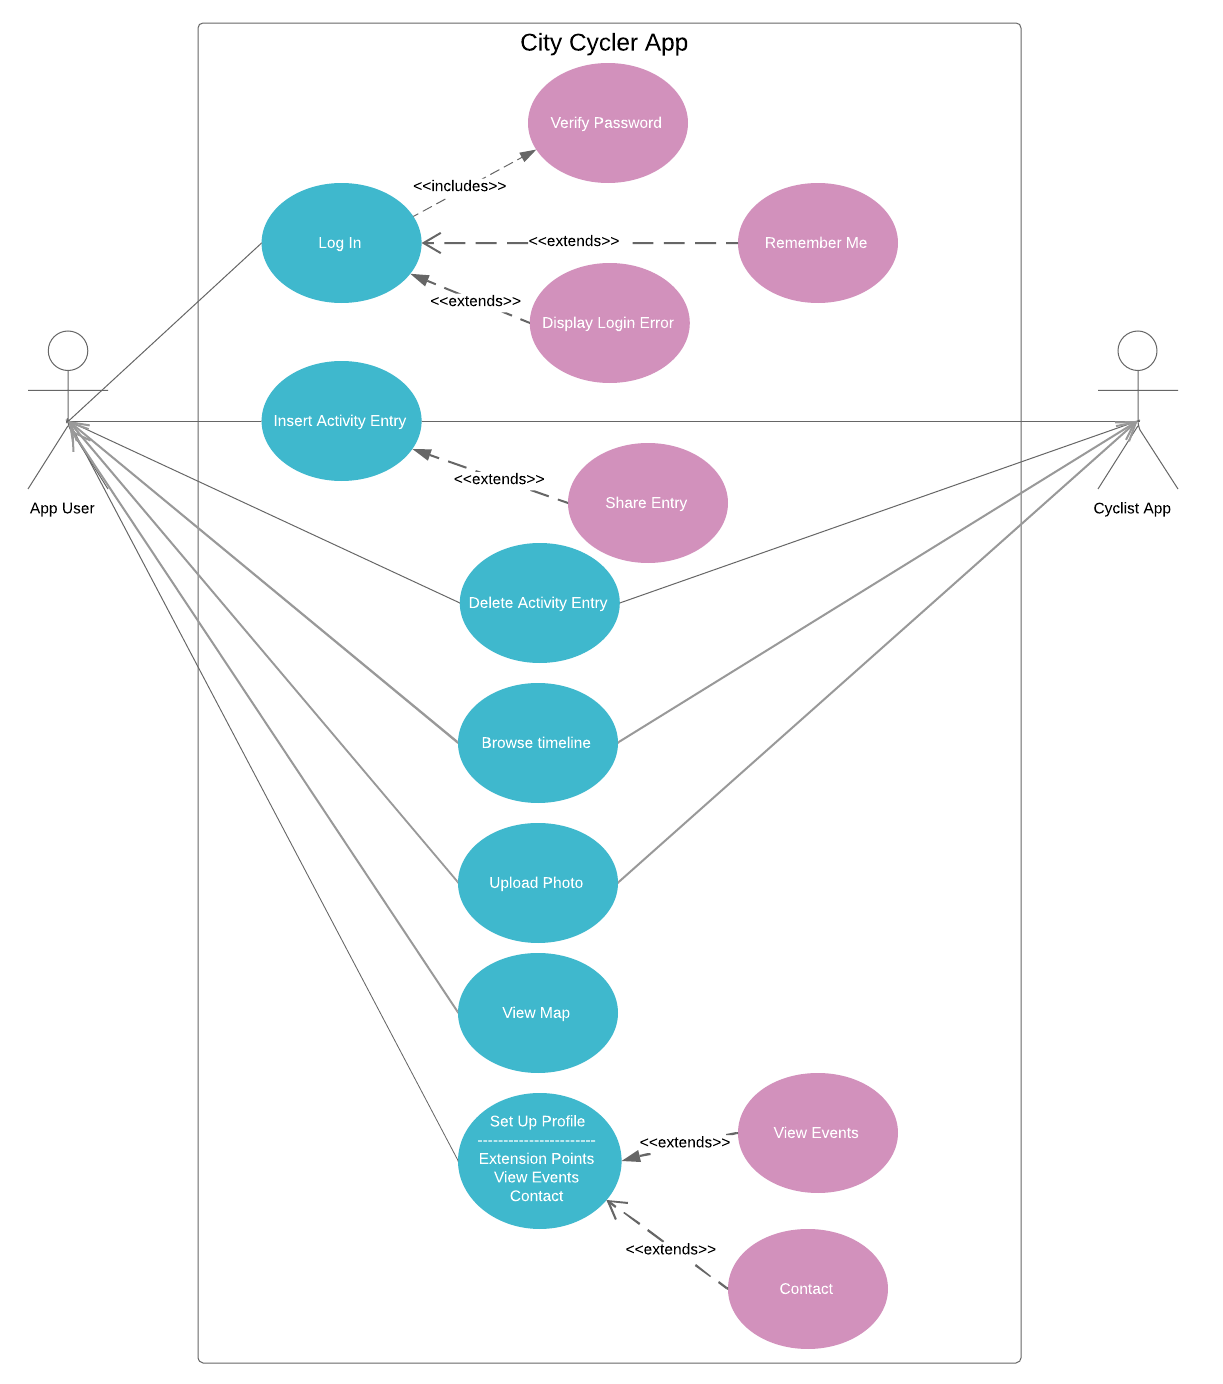 City Cycler App
Verify Password
<<includes>>
Log In
<<extends>>
Remember Me
<<extends>>
Display Login Error
Insert Activity Entry
<<extends>>
Share Entry
App User
Cyclist App
Delete Activity Entry
Browse timeline
Upload Photo
View Map
Set Up Profile
-----------------------
Extension Points
View Events
Contact
<<extends>>
View Events
<<extends>>
Contact